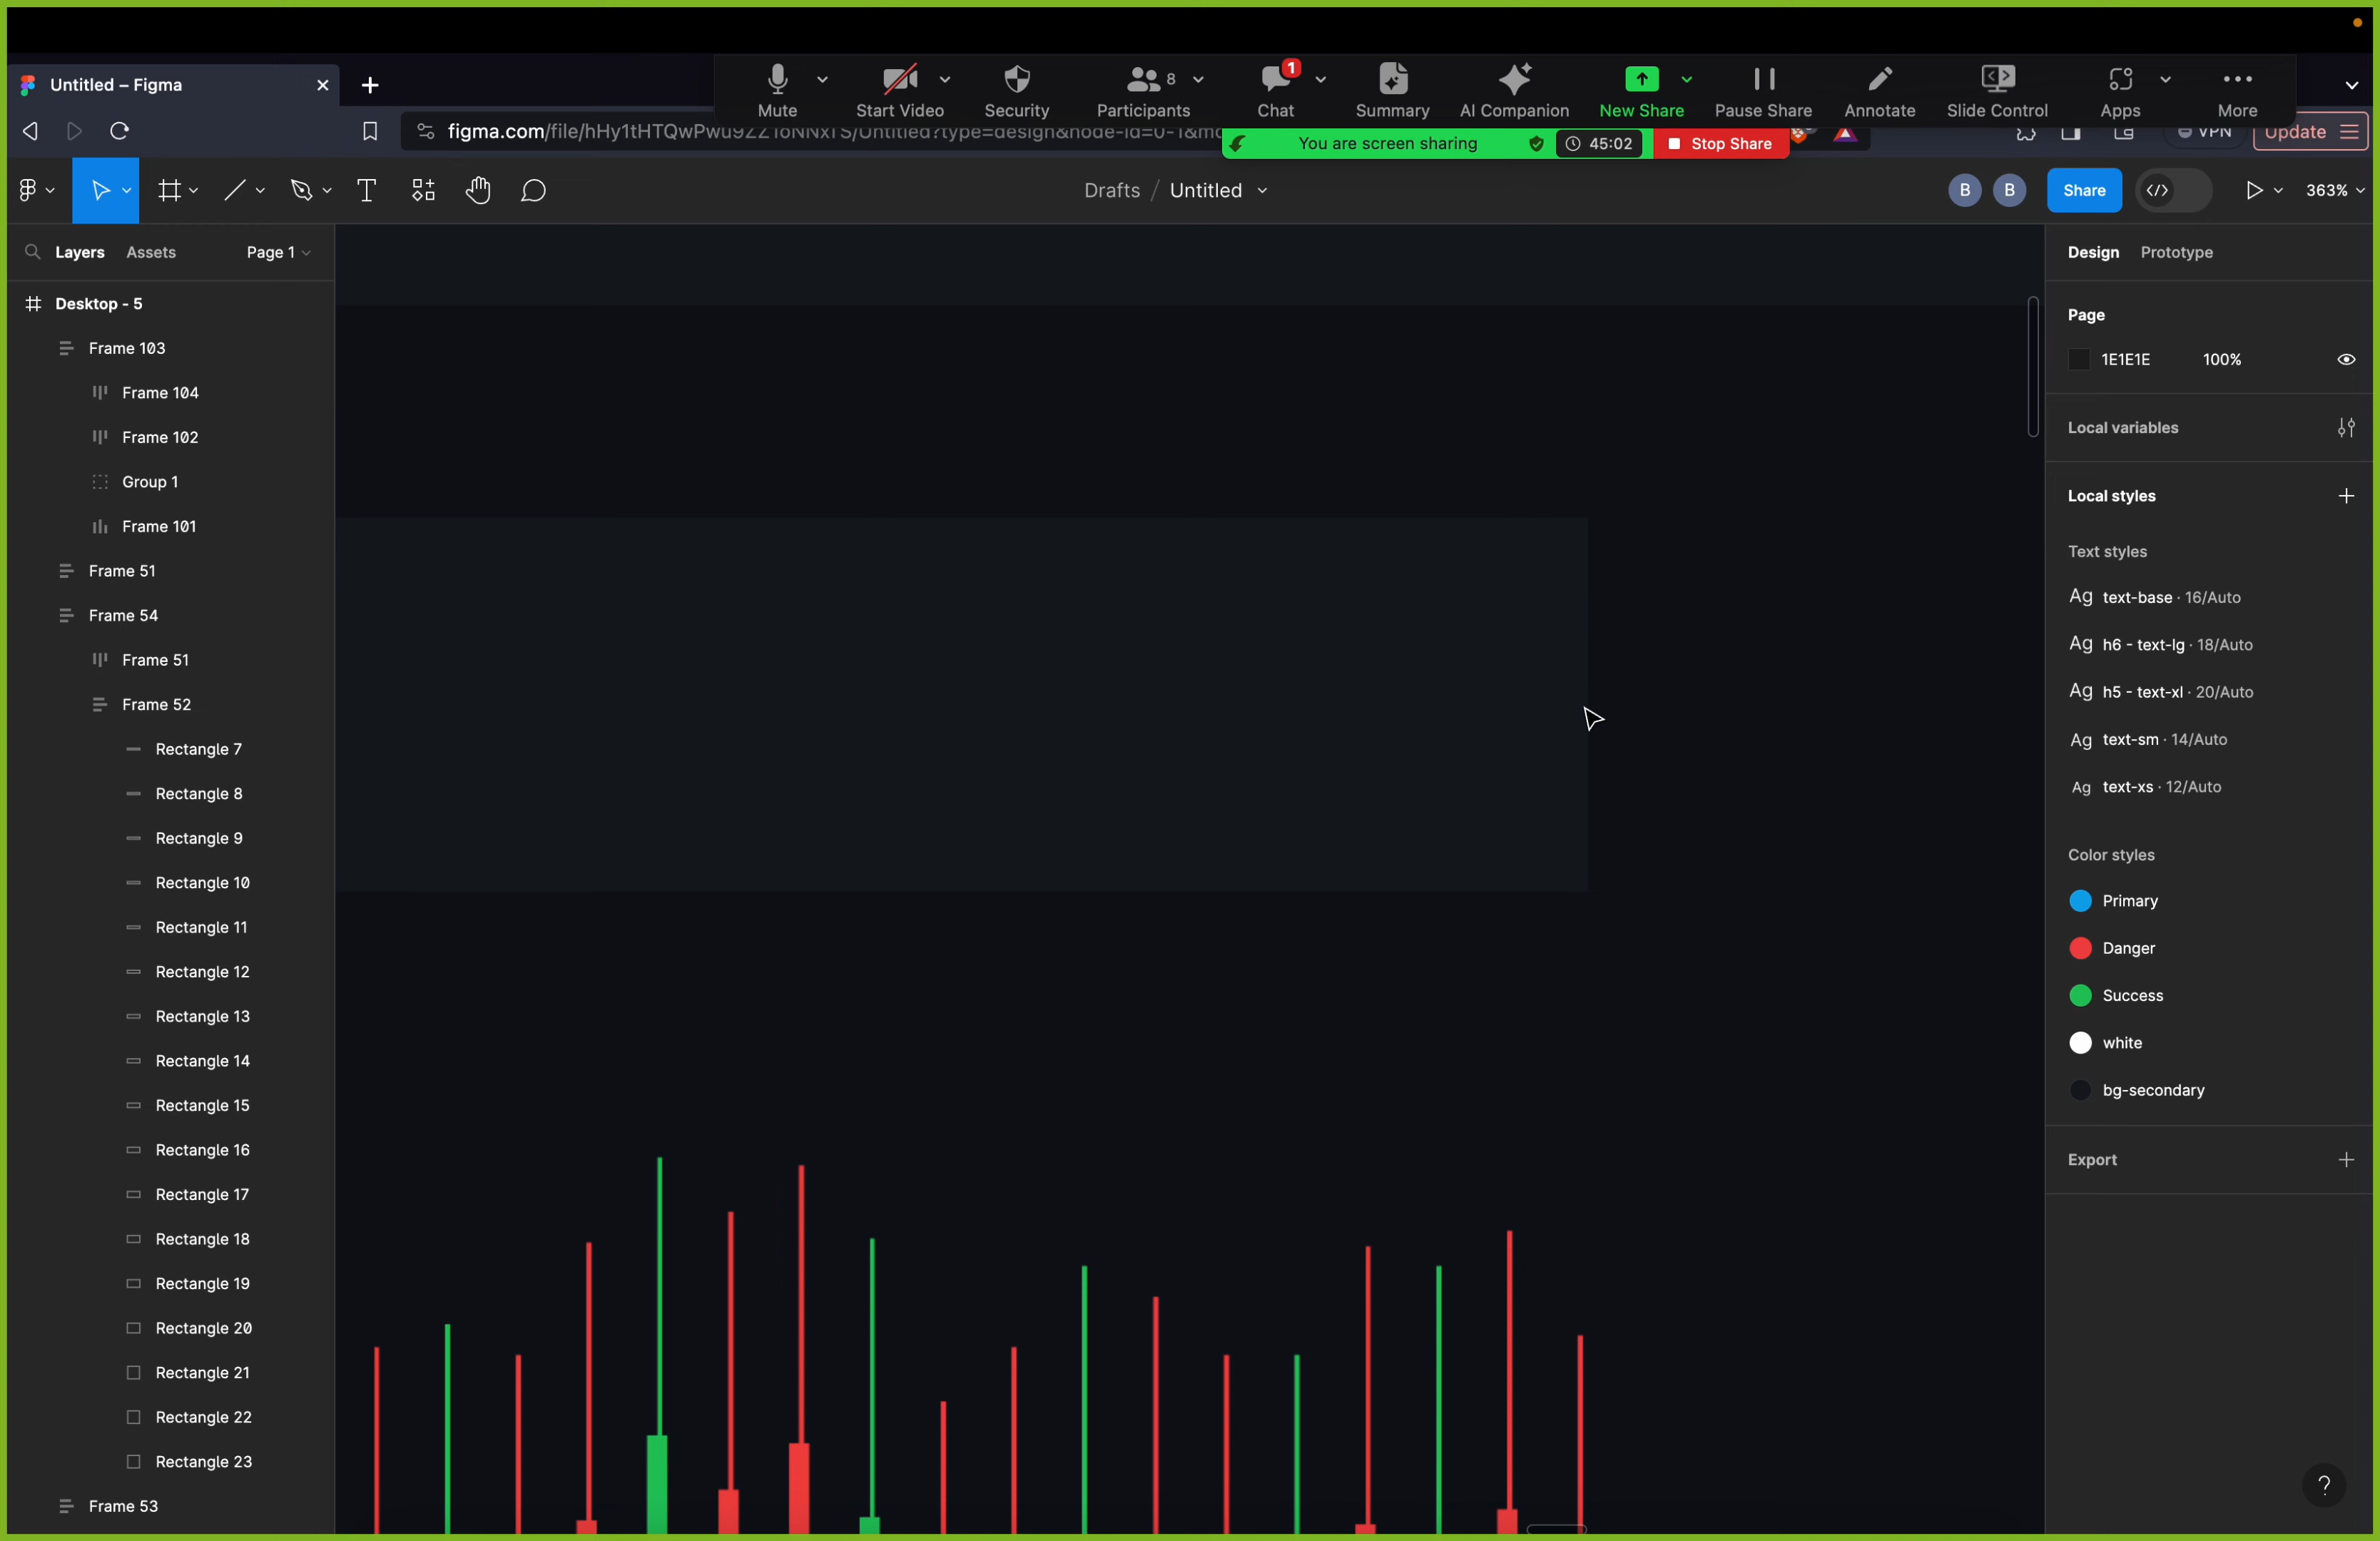 Untitled – Figma
Mute
Start Video
Security
8
Participants
1
Chat
Summary
AI Companion
New Share
Pause Share
Annotate
Slide Control
Apps
More
VPN
Update
You are screen sharing
45:02
Stop Share
Drafts / Untitled
B
B
Share
363%
Layers
Assets
Page 1
Desktop - 5
Frame 103
Frame 104
Frame 102
Group 1
Frame 101
Frame 51
Frame 54
Frame 51
Frame 52
Rectangle 7
Rectangle 8
Rectangle 9
Rectangle 10
Rectangle 11
Rectangle 12
Rectangle 13
Rectangle 14
Rectangle 15
Rectangle 16
Rectangle 17
Rectangle 18
Rectangle 19
Rectangle 20
Rectangle 21
Rectangle 22
Rectangle 23
Frame 53
Design
Prototype
Page
1E1E1E
100%
Local variables
Local styles
Text styles
Ag text-base · 16/Auto
Ag h6 - text-lg · 18/Auto
Ag h5 - text-xl · 20/Auto
Ag text-sm · 14/Auto
Ag text-xs · 12/Auto
Color styles
Primary
Danger
Success
white
bg-secondary
Export
?